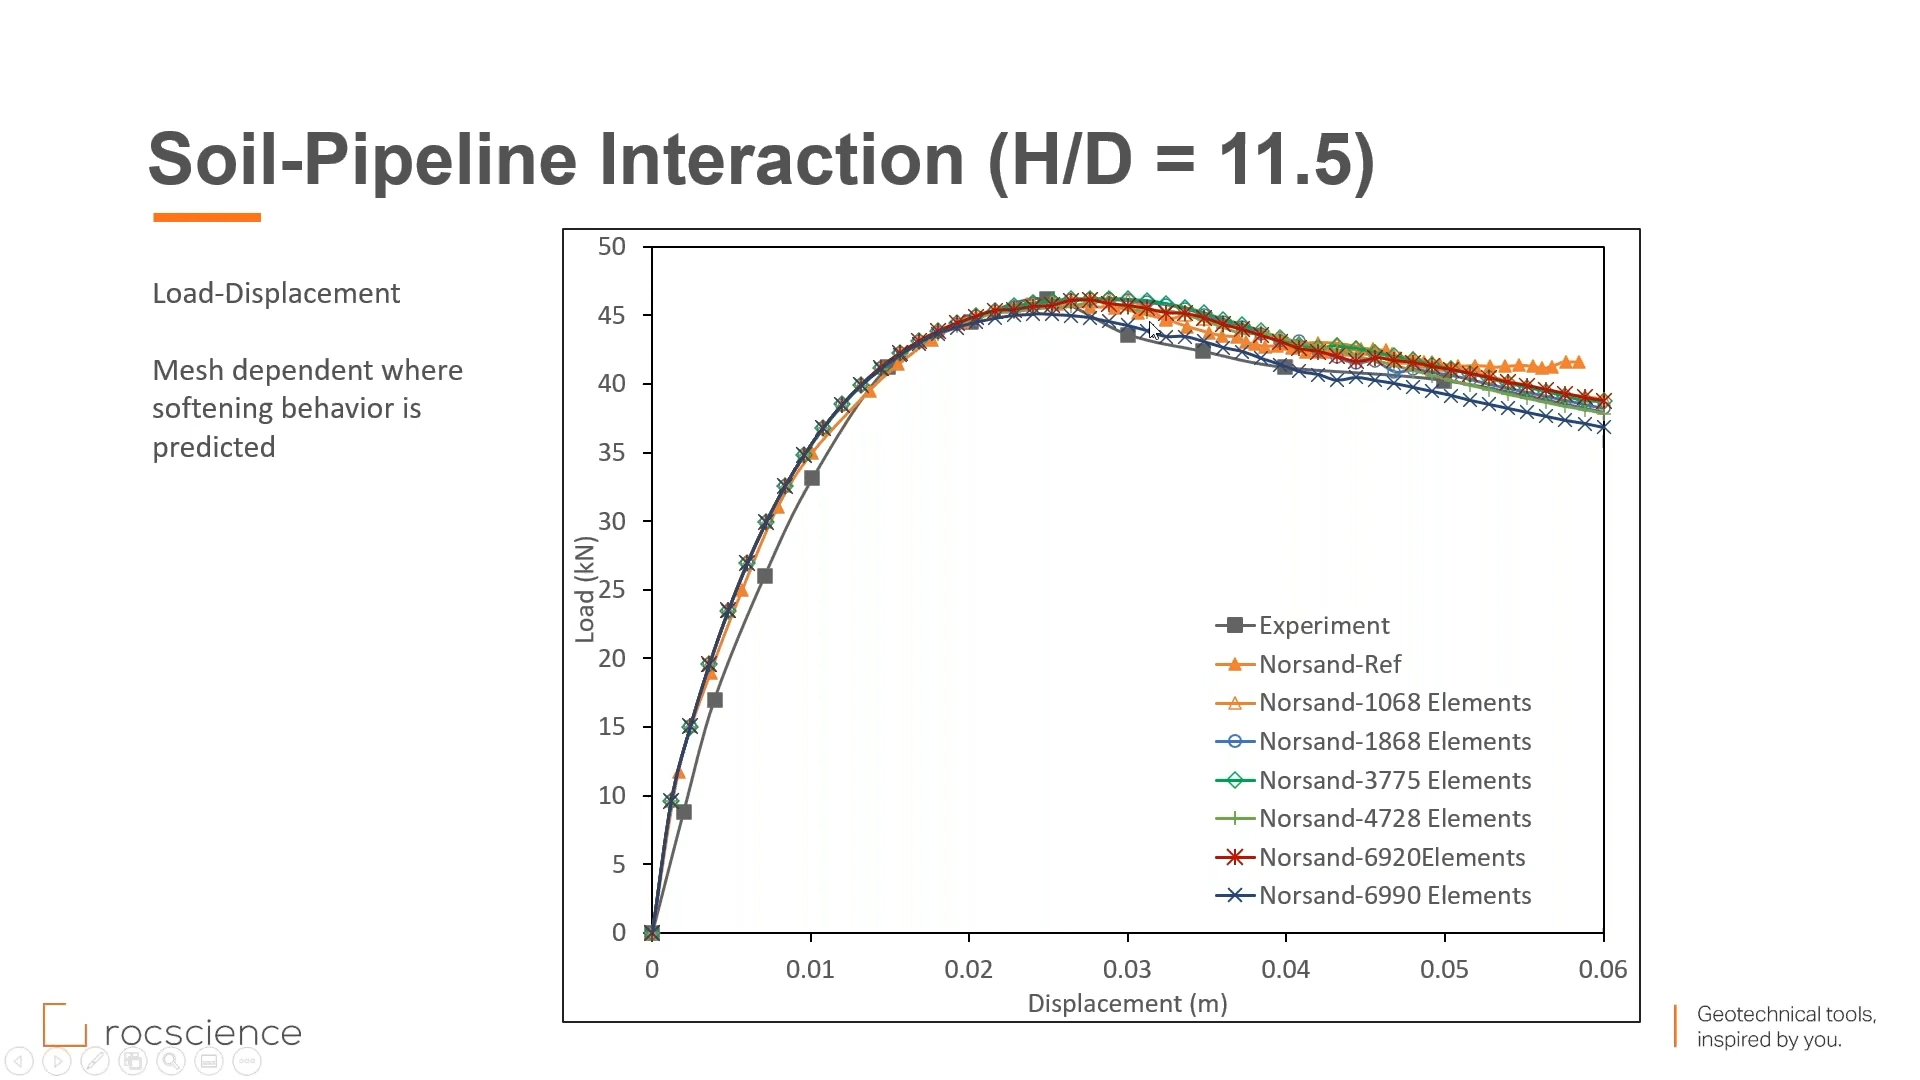 Soil-Pipeline Interaction (H/D = 11.5)
Load-Displacement
Mesh dependent where
softening behavior is
predicted
50
45
40
35
30
25
20
15
10
5
0
Load (kN)
0 0.01 0.02 0.03 0.04 0.05 0.06
Displacement (m)
Experiment
Norsand-Ref
Norsand-1068 Elements
Norsand-1868 Elements
Norsand-3775 Elements
Norsand-4728 Elements
Norsand-6920Elements
Norsand-6990 Elements
rocscience
Geotechnical tools,
inspired by you.